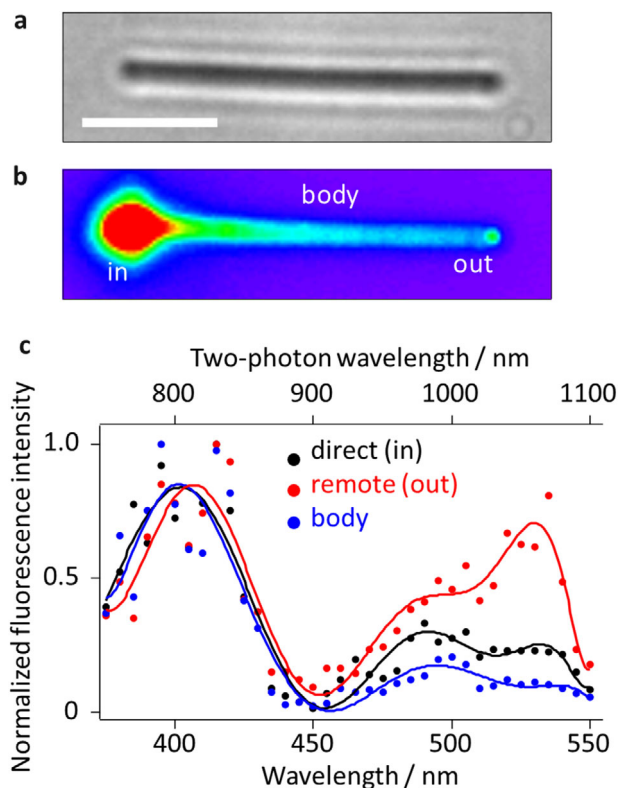 a
b
body
in
out
c
Two-photon wavelength / nm
800 900 1000 1100
Normalized fluorescence intensity
1.0
0.5
0
direct (in)
remote (out)
body
400 450 500 550
Wavelength / nm